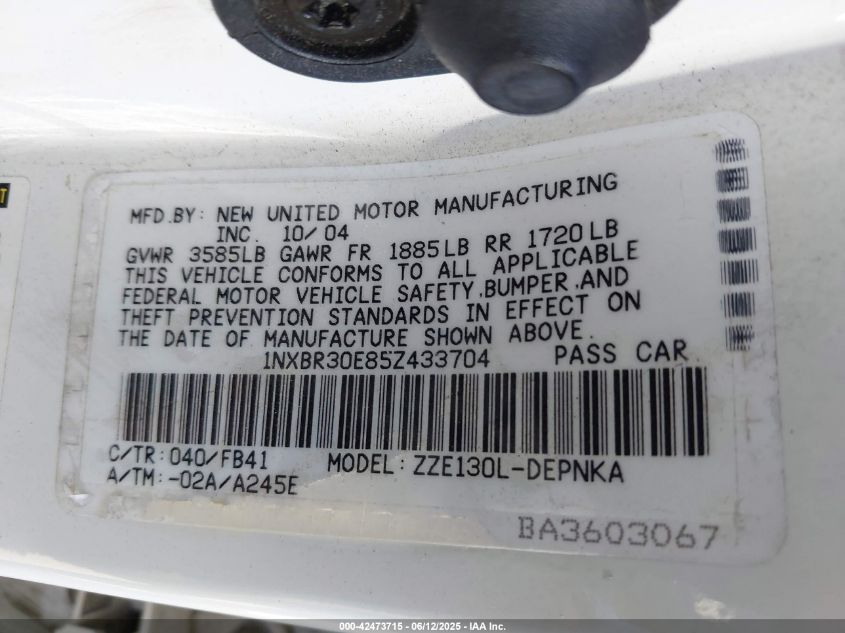 MFD.BY: NEW UNITED MOTOR MANUFACTURING
INC. 10/04
GVWR 3585LB GAWR FR 1885LB RR 1720LB
THIS VEHICLE CONFORMS TO ALL APPLICABLE
FEDERAL MOTOR VEHICLE SAFETY,BUMPER,AND
THEFT PREVENTION STANDARDS IN EFFECT ON
THE DATE OF MANUFACTURE SHOWN ABOVE.
1NXBR30E85Z433704 PASS CAR
C/TR:040/FB41 MODEL:ZZE130L-DEPNKA
A/TM:-02A/A245E
BA3603067
000 - 42473715 - 06/12/2025 - IAA Inc.